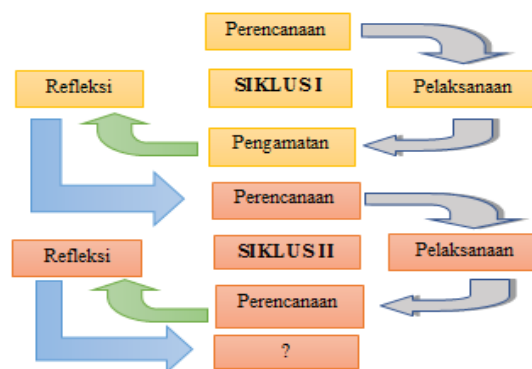 Perencanaan
Refleksi
SIKLUS I
Pelaksanaan
Pengamatan
Perencanaan
Refleksi
SIKLUS II
Pelaksanaan
Perencanaan
?